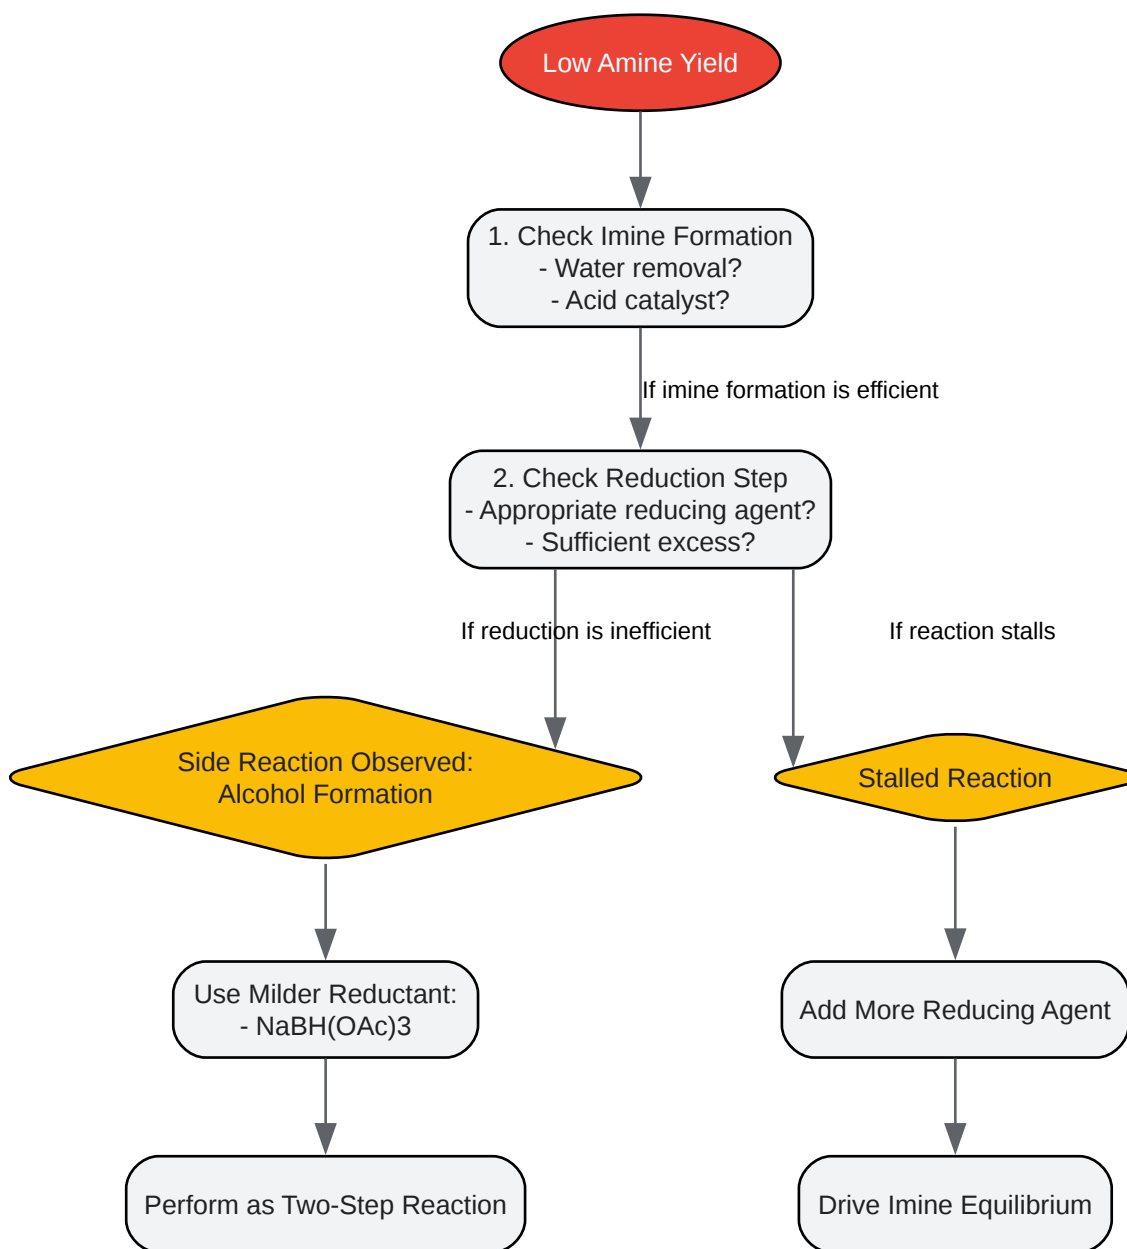 Low Amine Yield
1. Check Imine Formation
- Water removal?
- Acid catalyst?
If imine formation is efficient
2. Check Reduction Step
- Appropriate reducing agent?
- Sufficient excess?
If reduction is inefficient
If reaction stalls
Side Reaction Observed:
Alcohol Formation
Stalled Reaction
Use Milder Reductant:
- NaBH(OAc)3
Add More Reducing Agent
Perform as Two-Step Reaction
Drive Imine Equilibrium